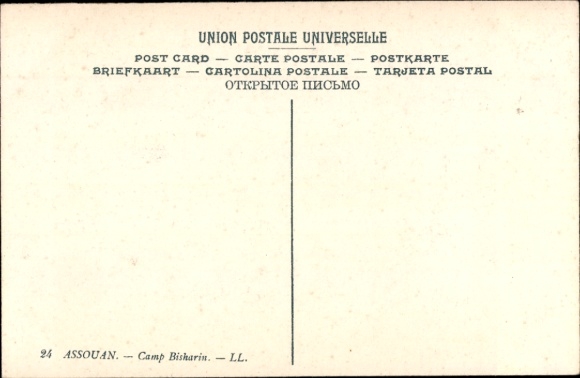 UNION POSTALE UNIVERSELLE
POST CARD — CARTE POSTALE — POSTKARTE
BRIEFKAART — CARTOLINA POSTALE — TARJETA POSTAL
ОТКРЫТОЕ ПИСЬМО
24 ASSOUAN. — Camp Bisharin. — LL.